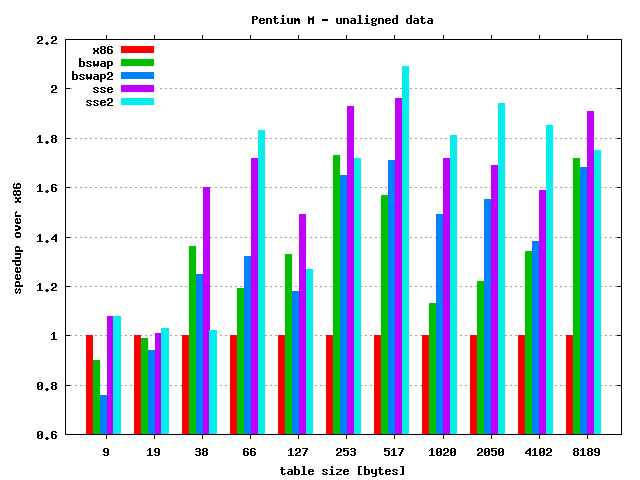 Pentium M - unaligned data
x86
bswap
bswap2
sse
sse2
speedup over x86
2.2
2
1.8
1.6
1.4
1.2
1
0.8
0.6
9 19 38 66 127 253 517 1020 2050 4102 8189
table size [bytes]